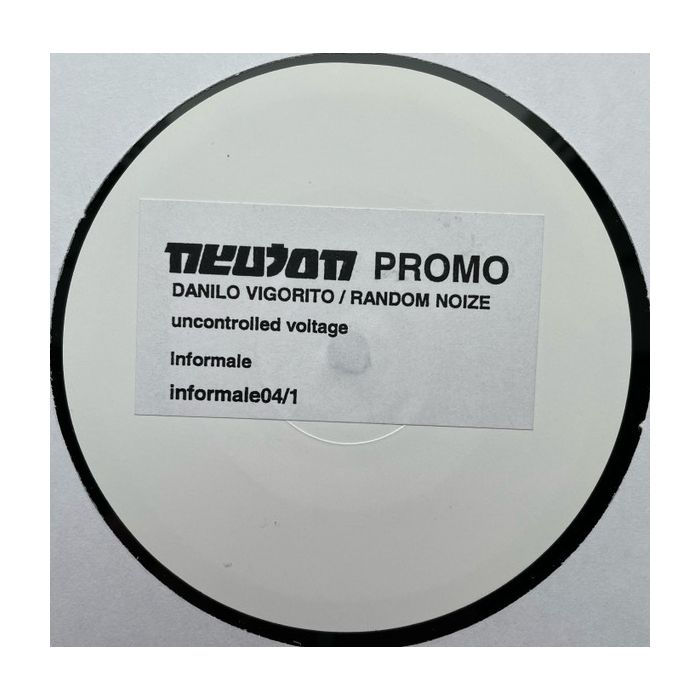 neuton PROMO
DANILO VIGORITO / RANDOM NOIZE
uncontrolled voltage
Informale
informale04/1